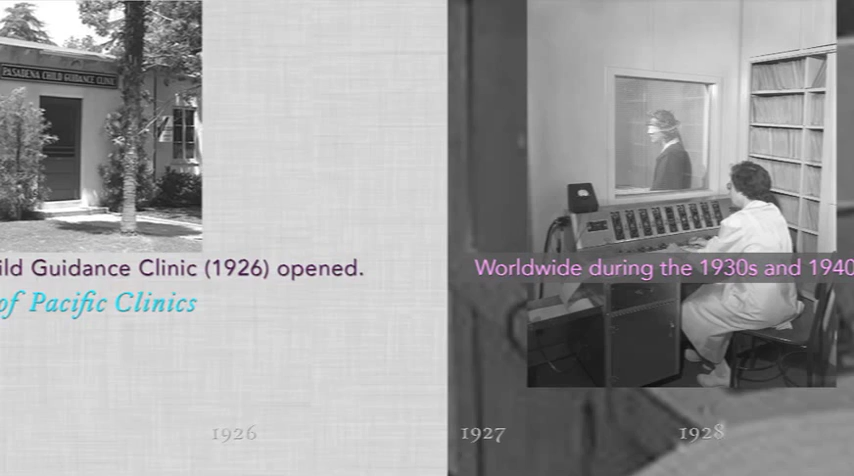 PASADENA CHILD GUIDANCE CLINIC
ild Guidance Clinic (1926) opened.
of Pacific Clinics
Worldwide during the 1930s and 1940
1926
1927
1928